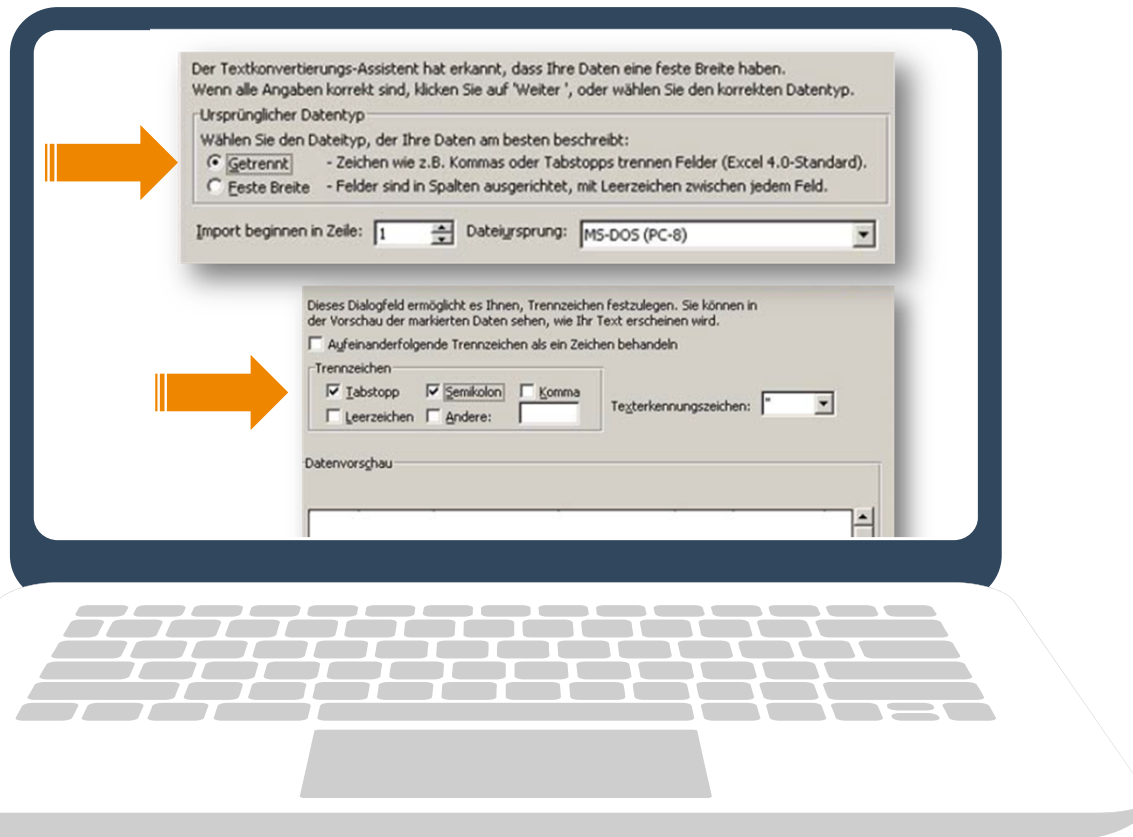 Der Textkonvertierungs-Assistent hat erkannt, dass Ihre Daten eine feste Breite haben.
Wenn alle Angaben korrekt sind, klicken Sie auf 'Weiter ', oder wählen Sie den korrekten Datentyp.
Ursprünglicher Datentyp
Wählen Sie den Dateityp, der Ihre Daten am besten beschreibt:
Getrennt - Zeichen wie z.B. Kommas oder Tabstopps trennen Felder (Excel 4.0-Standard).
Feste Breite - Felder sind in Spalten ausgerichtet, mit Leerzeichen zwischen jedem Feld.
Import beginnen in Zeile: 1 Dateiursprung: MS-DOS (PC-8)
Dieses Dialogfeld ermöglicht es Ihnen, Trennzeichen festzulegen. Sie können in
der Vorschau der markierten Daten sehen, wie Ihr Text erscheinen wird.
Aufeinanderfolgende Trennzeichen als ein Zeichen behandeln
Trennzeichen
Tabstopp Semikolon Komma
Texterkennungszeichen: "
Leerzeichen Andere:
Datenvorschau